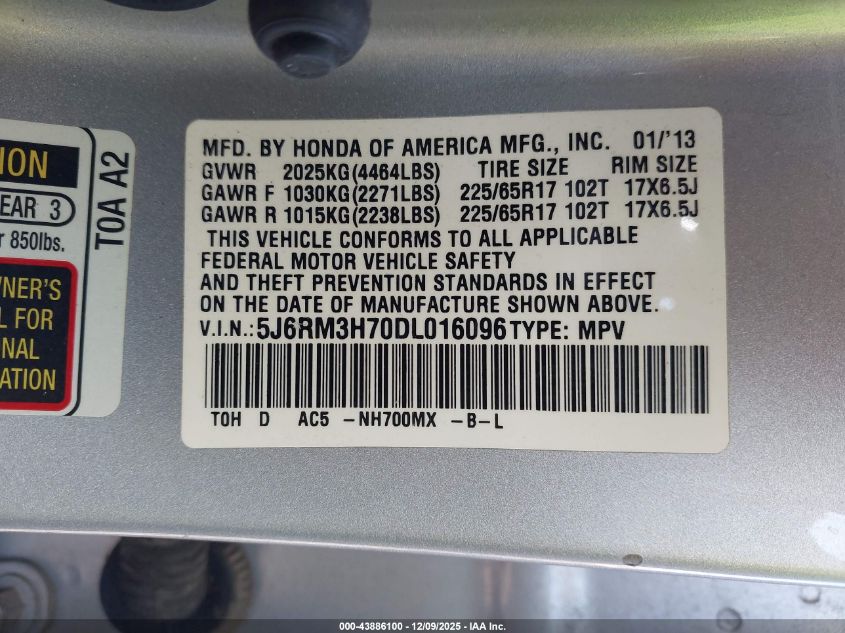 ION
EAR 3
850lbs.
NER'S
L FOR
NAL
ATION
TOA A2
MFD. BY HONDA OF AMERICA MFG., INC. 01/'13
GVWR 2025KG(4464LBS) TIRE SIZE RIM SIZE
GAWR F 1030KG(2271LBS) 225/65R17 102T 17X6.5J
GAWR R 1015KG(2238LBS) 225/65R17 102T 17X6.5J
THIS VEHICLE CONFORMS TO ALL APPLICABLE
FEDERAL MOTOR VEHICLE SAFETY
AND THEFT PREVENTION STANDARDS IN EFFECT
ON THE DATE OF MANUFACTURE SHOWN ABOVE.
V.I.N.: 5J6RM3H70DL016096 TYPE: MPV
TOH D AC5 -NH700MX -B-L
000-43886100 - 12/09/2025 - IAA Inc.